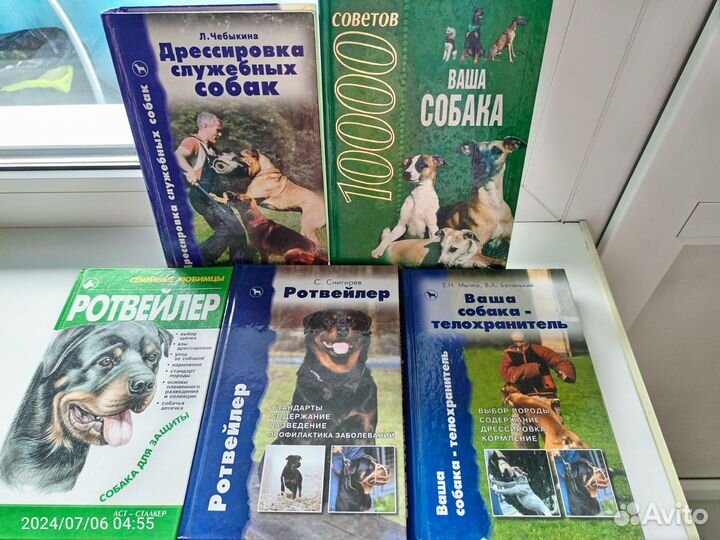 Л. Чебыкина
Дрессировка
служебных
собак
Дрессировка служебных собак
10000
советов
ВАША
СОБАКА
СЕМЕЙНЫЕ ЛЮБИМЦЫ
РОТВЕЙЛЕР
• выбор
щенка
• азы
дрессировки
• уход
за собакой
• кормление
• стандарт
породы
• основы
племенного
разведения
и селекции
• собачья
аптечка
СОБАКА ДЛЯ ЗАЩИТЫ
АСТ – СТАЛКЕР
С. Снигирев
Ротвейлер
Ротвейлер
СТАНДАРТЫ
СОДЕРЖАНИЕ
РАЗВЕДЕНИЕ
ПРОФИЛАКТИКА ЗАБОЛЕВАНИЙ
Е.Н. Мычко, В.А. Беленький
Ваша
собака -
телохранитель
Ваша
собака - телохранитель
ВЫБОР ПОРОДЫ
СОДЕРЖАНИЕ
ДРЕССИРОВКА
КОРМЛЕНИЕ
2024/07/06 04:55
Avito